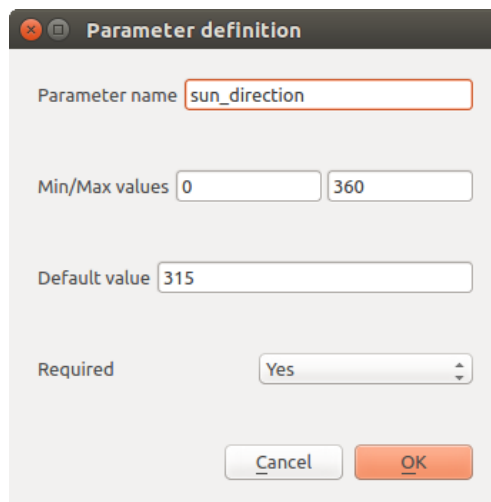 Parameter definition
Parameter name sun_direction
Min/Max values 0 360
Default value 315
Required Yes
Cancel OK